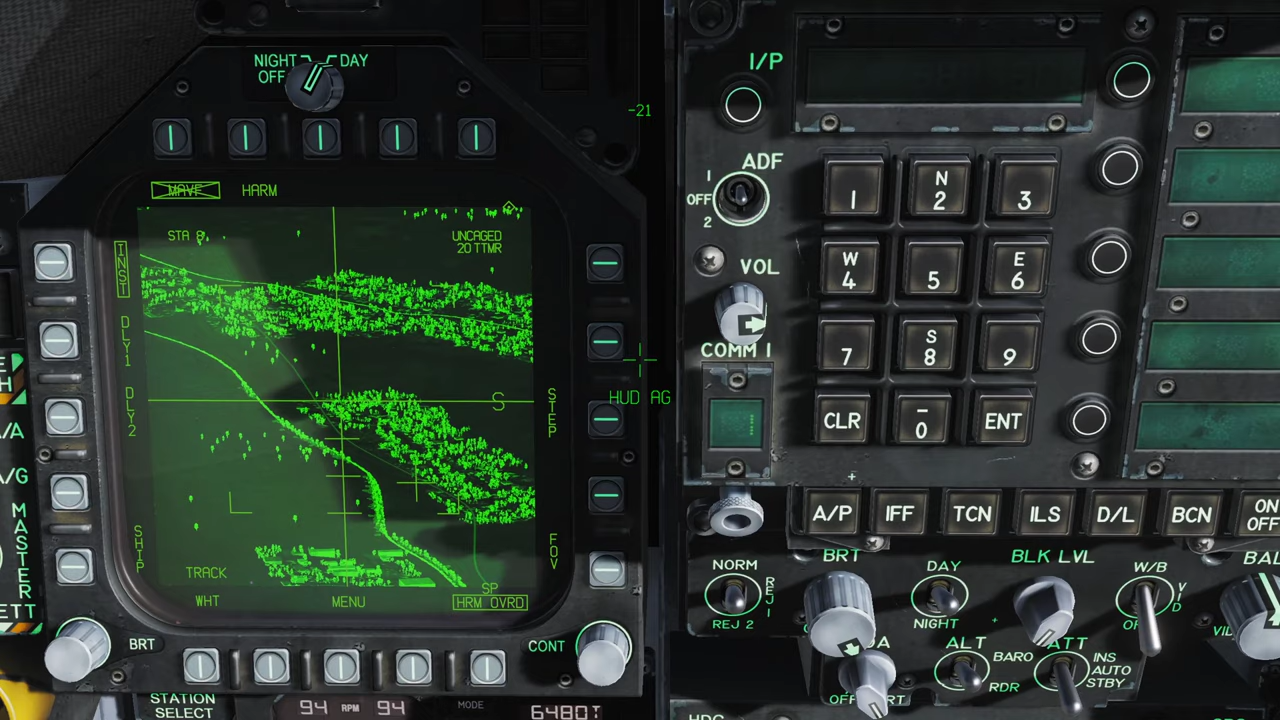 NIGHT DAY
OFF
-21
MAVF HARM
STA 8
UNCAGED
20 TTMR
INST
DLY1
DLY2
STEP
S
SHIP
FOV
TRACK
SP
WHT MENU HRM OVRD
BRT
CONT
HUD AG
/A
/G
MASTER
STATION
SELECT
94 RPM 94
MODE
6480T
I/P
ADF
1
OFF
2
VOL
COMM 1
1 N 2 3
W 4 5 E 6
7 S 8 9
CLR – 0 ENT
A/P IFF TCN ILS D/L BCN ON
OFF
BRT BLK LVL
NORM
REJ 1
REJ 2
DAY
NIGHT
W/B
ALT
BARO
RDR
ATT
INS
AUTO
STBY